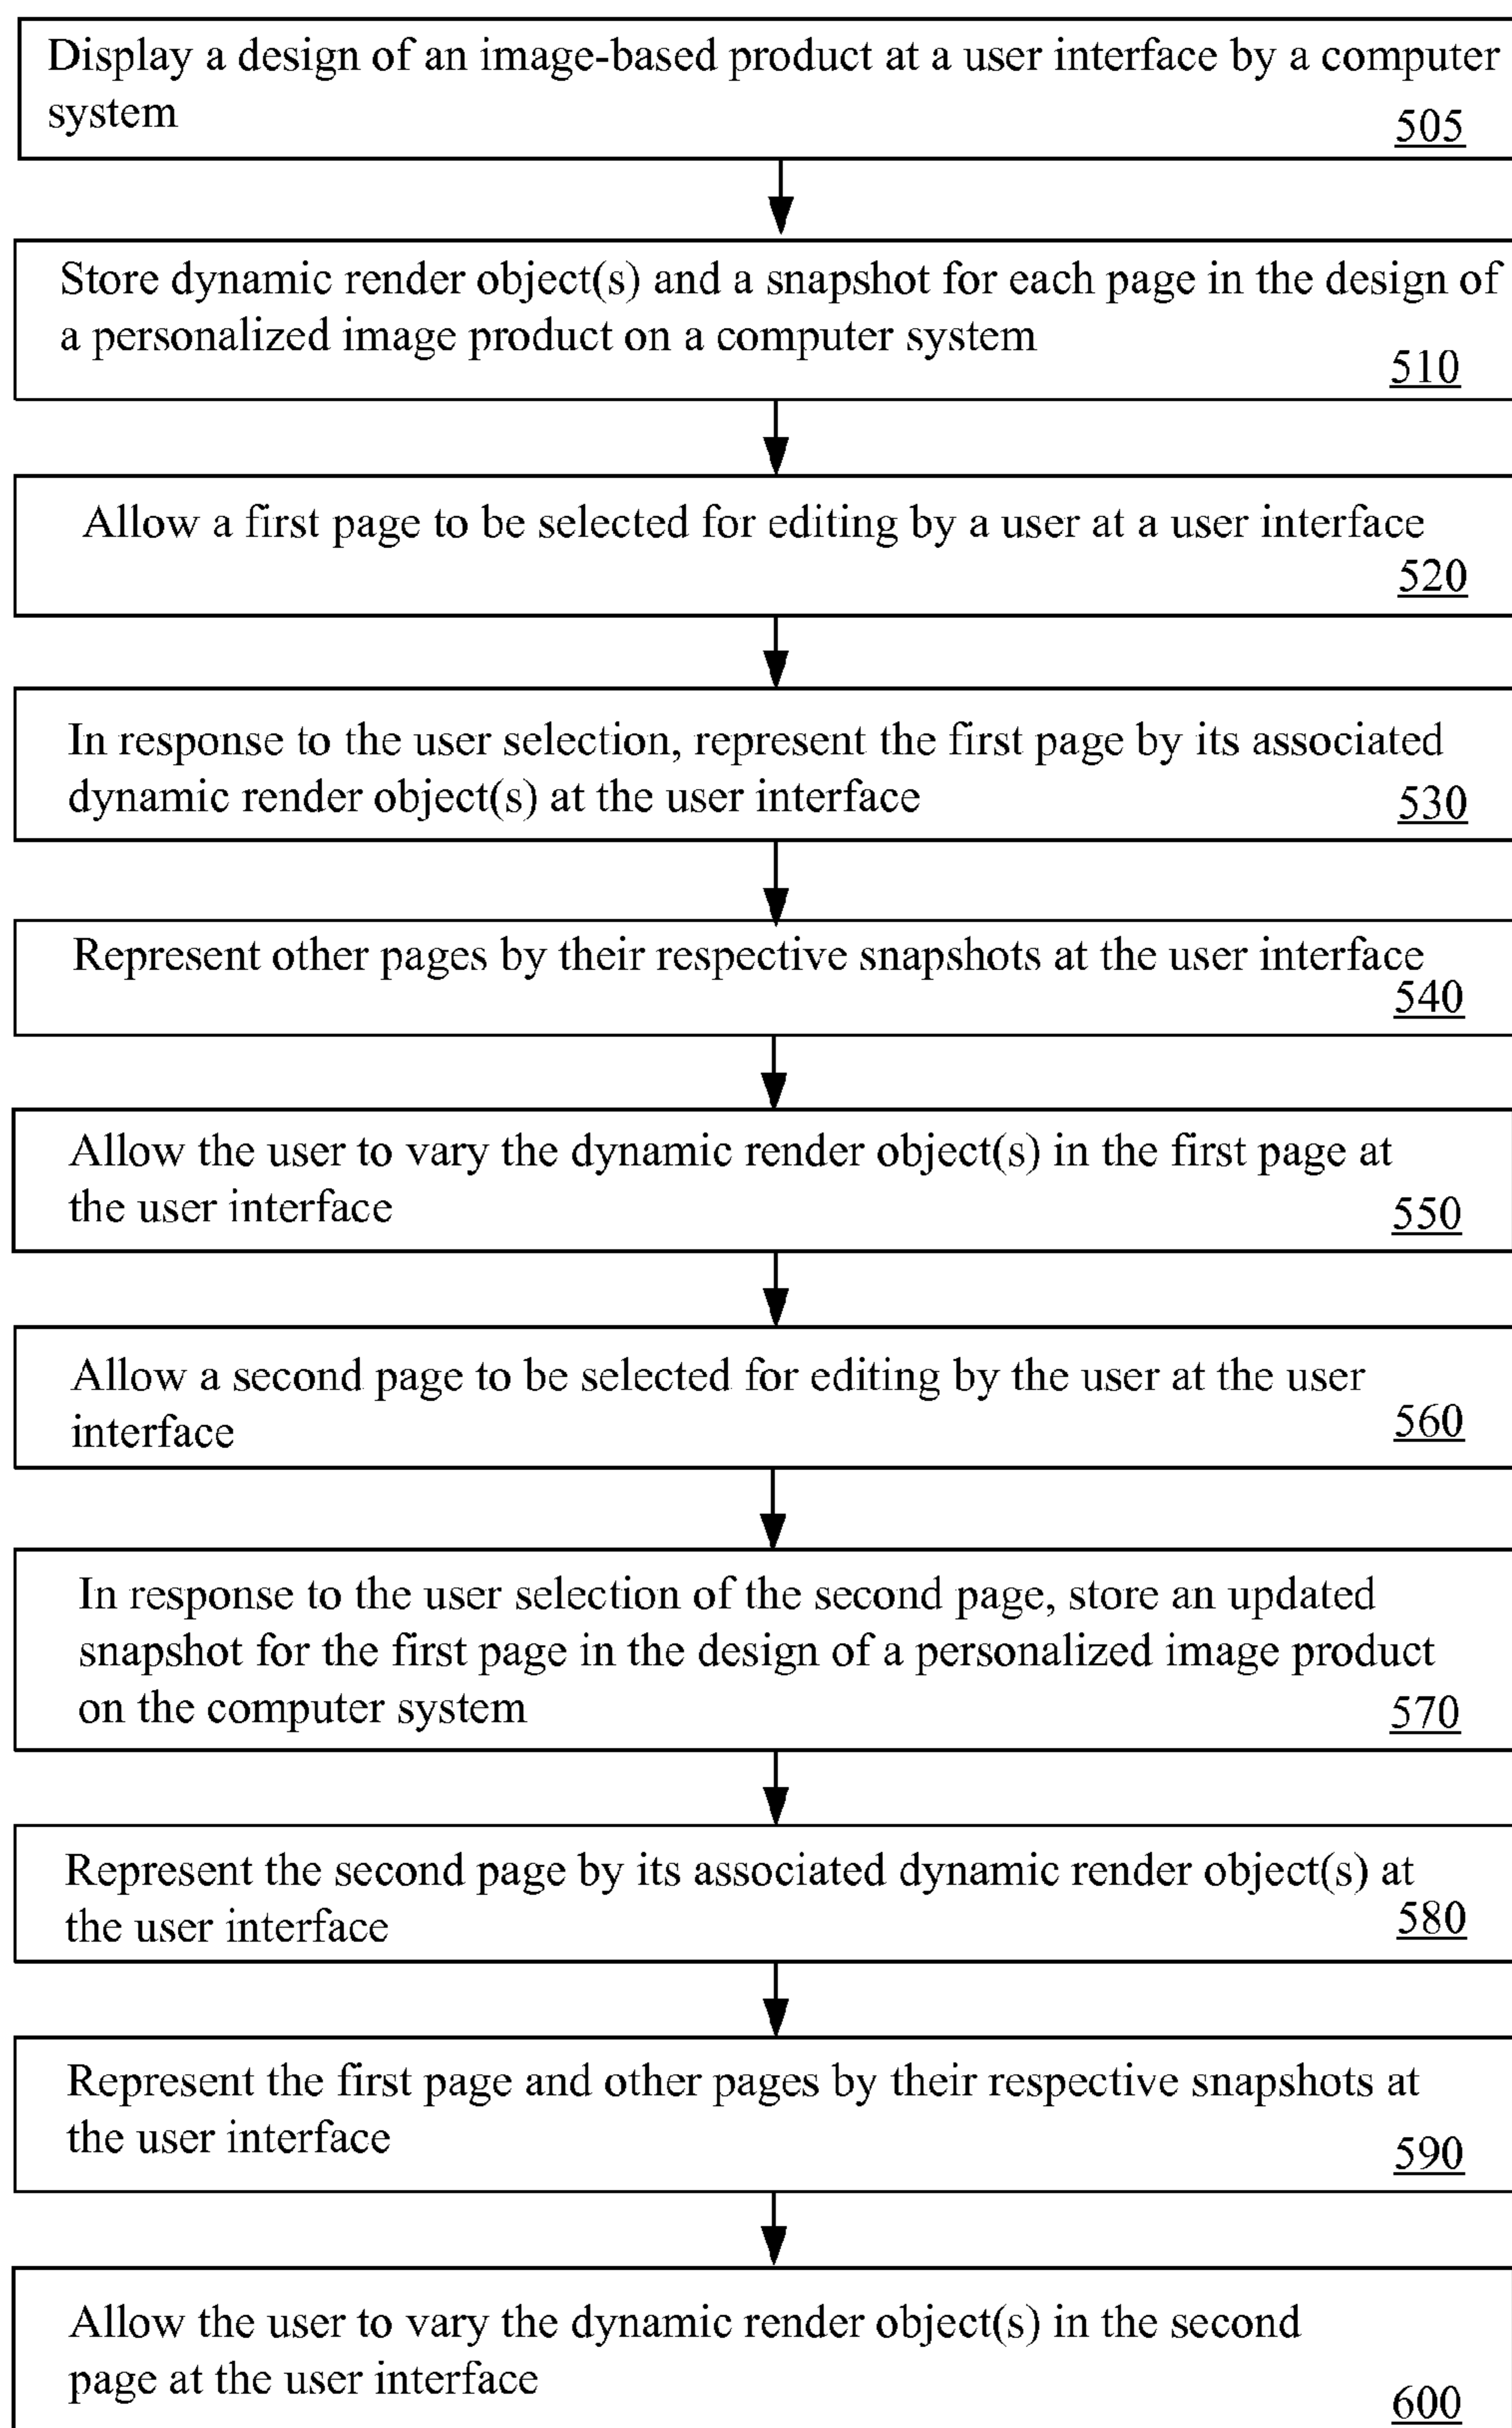 Display a design of an image-based product at a user interface by a computer
system
505
Store dynamic render object(s) and a snapshot for each page in the design of
a personalized image product on a computer system
510
Allow a first page to be selected for editing by a user at a user interface
520
In response to the user selection, represent the first page by its associated
dynamic render object(s) at the user interface
530
Represent other pages by their respective snapshots at the user interface
540
Allow the user to vary the dynamic render object(s) in the first page at
the user interface
550
Allow a second page to be selected for editing by the user at the user
interface
560
In response to the user selection of the second page, store an updated
snapshot for the first page in the design of a personalized image product
on the computer system
570
Represent the second page by its associated dynamic render object(s) at
the user interface
580
Represent the first page and other pages by their respective snapshots at
the user interface
590
Allow the user to vary the dynamic render object(s) in the second
page at the user interface
600